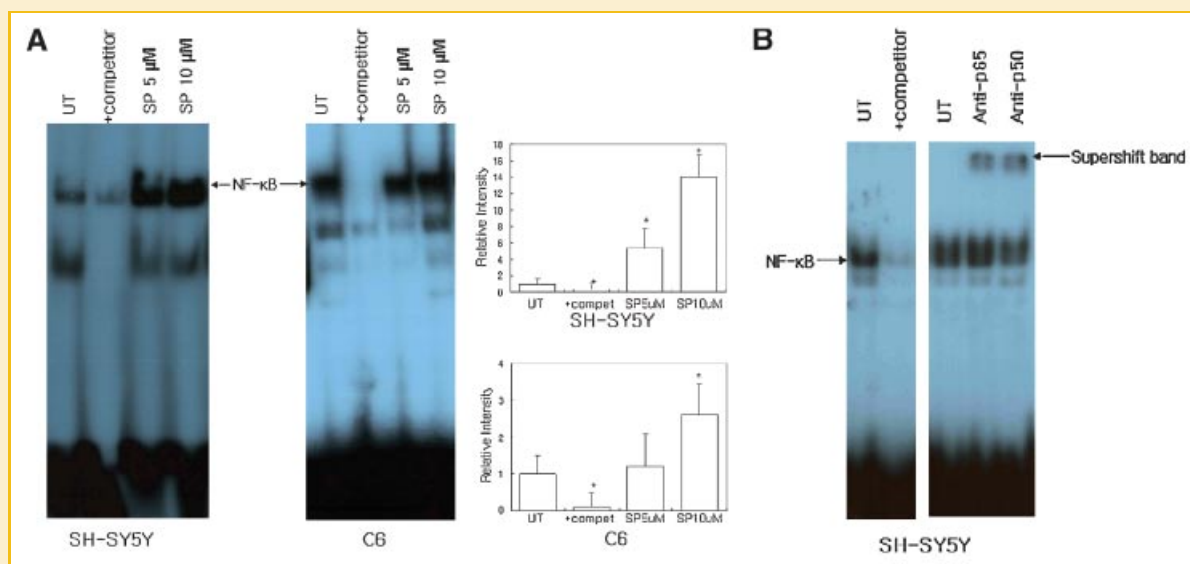 A
UT
+competitor
SP 5 μM
SP 10 μM
NF-κB
SH-SY5Y
UT
+competitor
SP 5 μM
SP 10 μM
C6
Relative Intensity
18
16
14
12
10
8
6
4
2
0
*
*
*
UT
+compet
SP5uM
SP10uM
SH-SY5Y
Relative Intensity
4
3
2
1
0
*
*
UT
+compet
SP5uM
SP10uM
C6
B
UT
+competitor
UT
Anti-p65
Anti-p50
Supershift band
NF-κB
SH-SY5Y